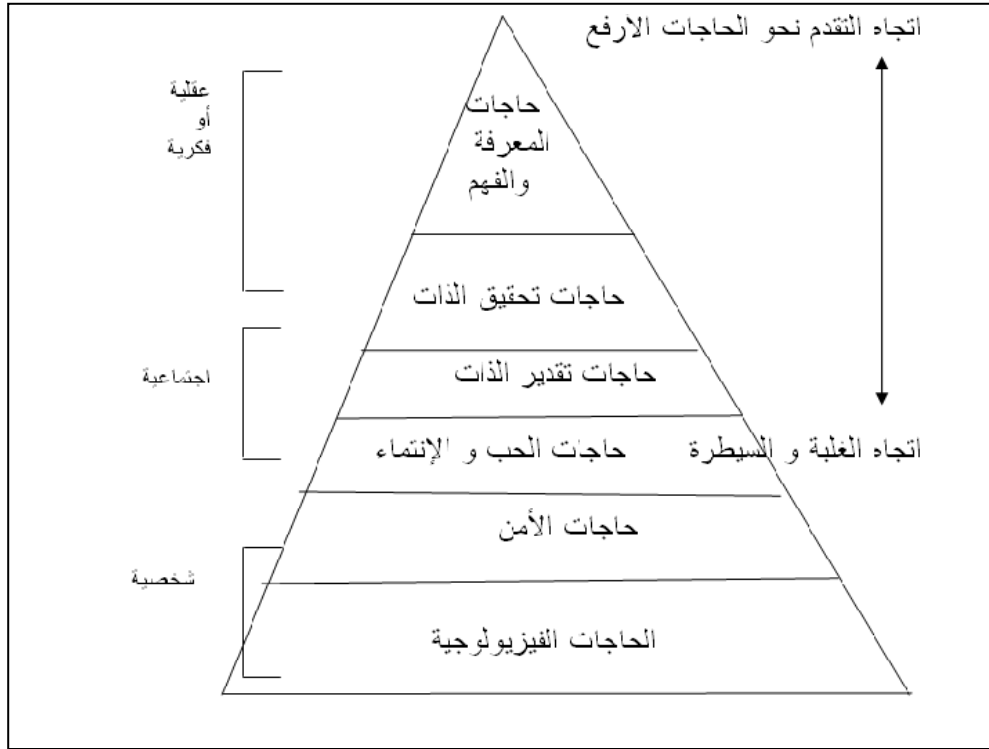 اتجاه التقدم نحو الحاجات الارفع
عقلية
أو
فكرية
حاجات
المعرفة
والفهم
حاجات تحقيق الذات
اجتماعية
حاجات تقدير الذات
اتجاه الغلبة و السيطرة
حاجات الحب و الإنتماء
حاجات الأمن
شخصية
الحاجات الفيزيولوجية